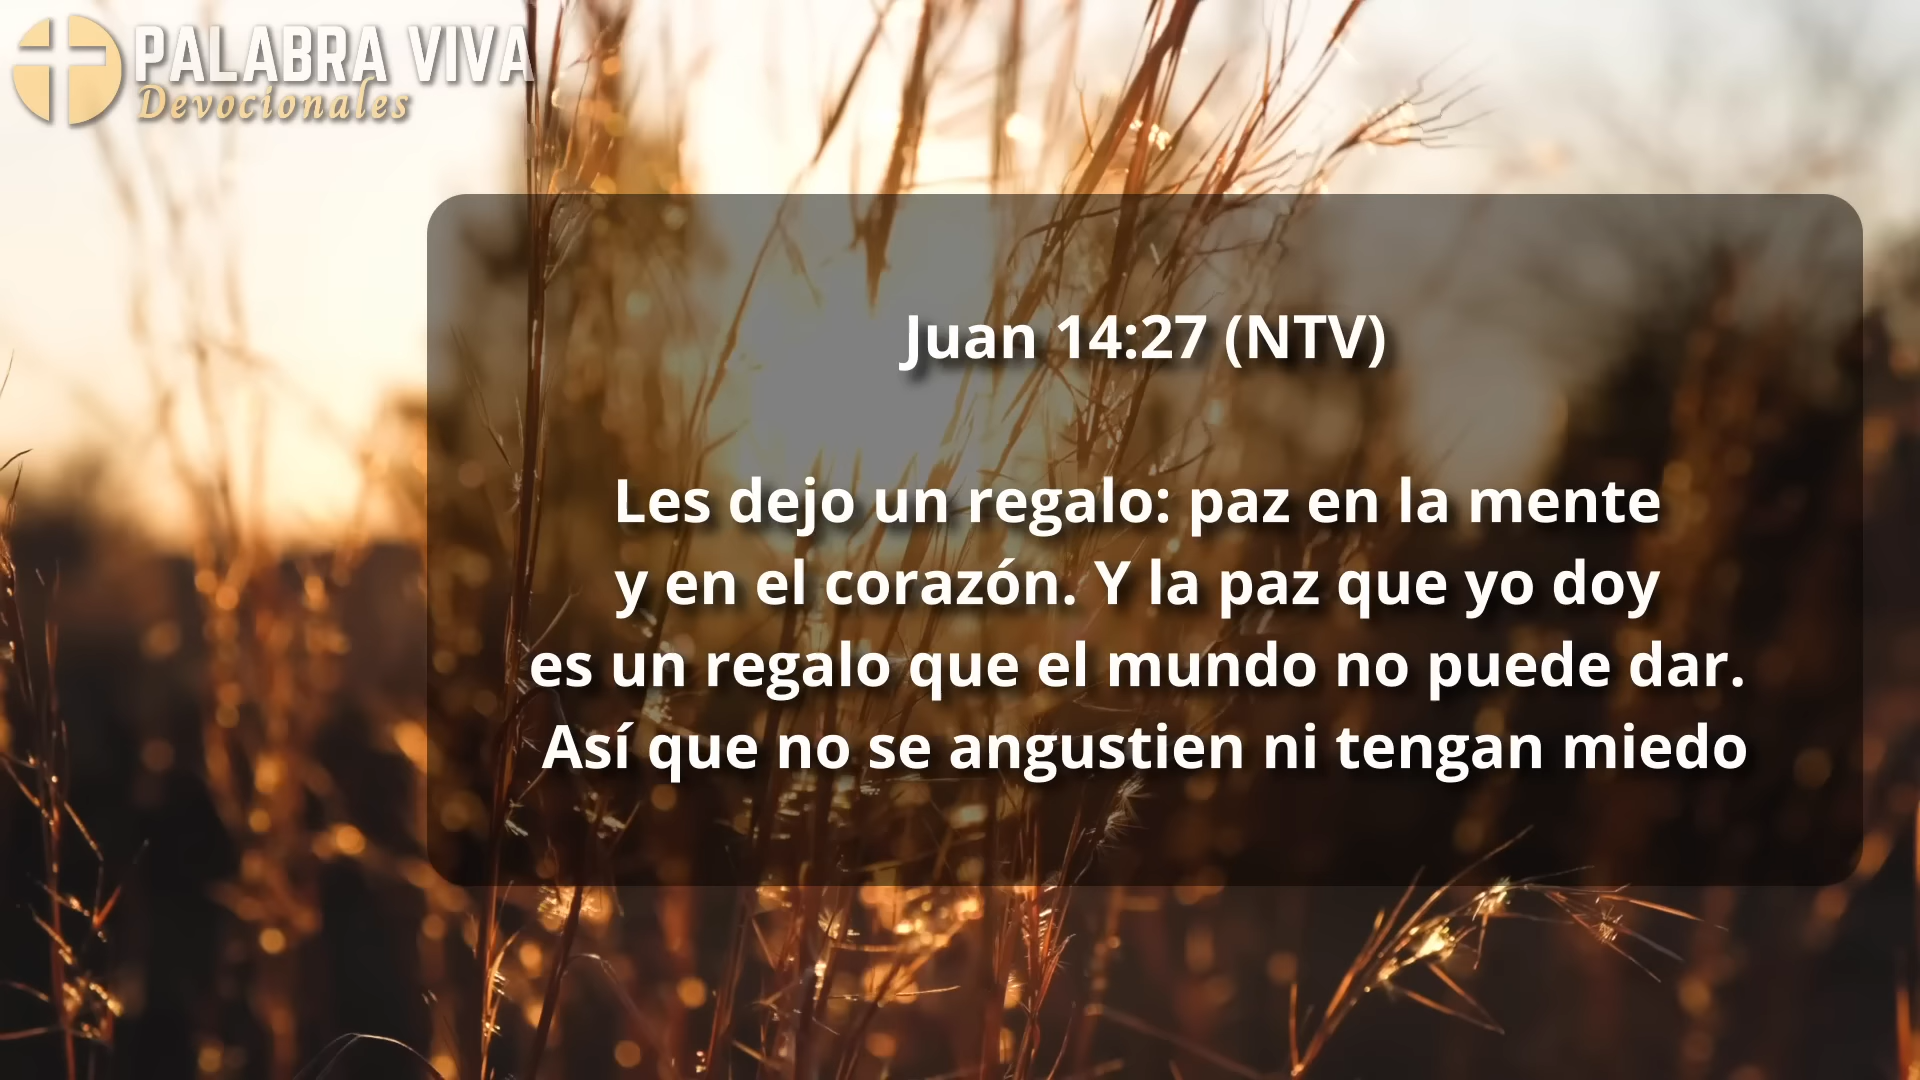 PALABRA VIVA
Devocionales
Juan 14:27 (NTV)
Les dejo un regalo: paz en la mente
y en el corazón. Y la paz que yo doy
es un regalo que el mundo no puede dar.
Así que no se angustien ni tengan miedo